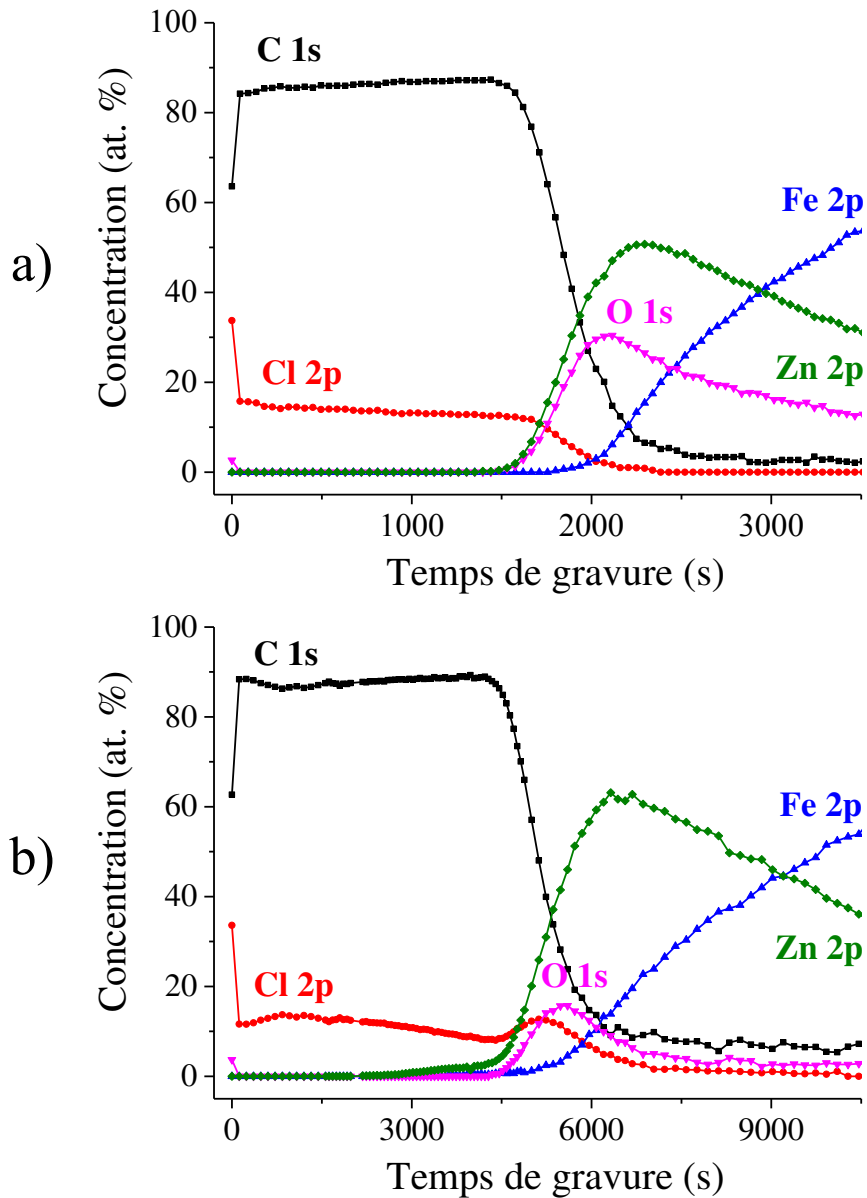 a)
Concentration (at. %)
100
80
60
40
20
0
C 1s
Cl 2p
O 1s
Fe 2p
Zn 2p
0 1000 2000 3000
Temps de gravure (s)
b)
Concentration (at. %)
100
80
60
40
20
0
C 1s
Cl 2p
O 1s
Fe 2p
Zn 2p
0 3000 6000 9000
Temps de gravure (s)